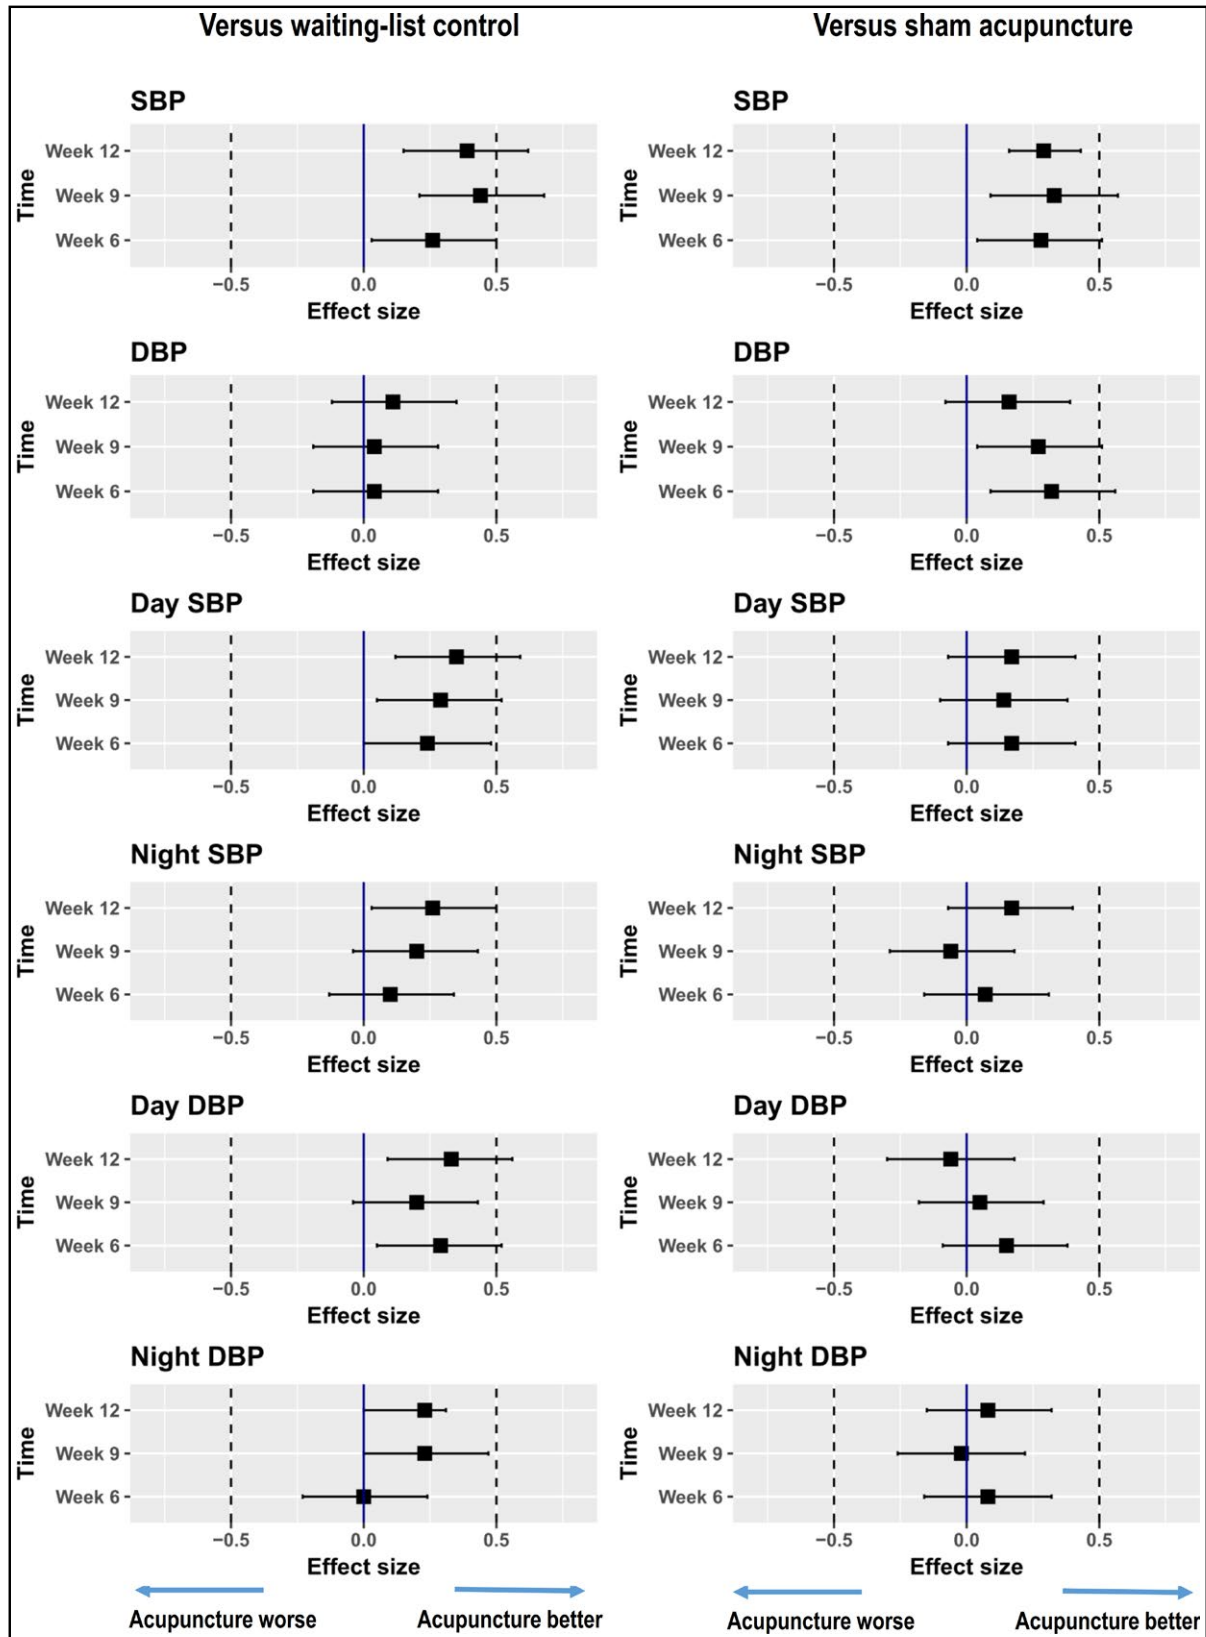 Versus waiting-list control
Versus sham acupuncture
SBP
Time
Week 12
Week 9
Week 6
−0.5 0.0 0.5
Effect size
SBP
Time
Week 12
Week 9
Week 6
−0.5 0.0 0.5
Effect size
DBP
Time
Week 12
Week 9
Week 6
−0.5 0.0 0.5
Effect size
DBP
Time
Week 12
Week 9
Week 6
−0.5 0.0 0.5
Effect size
Day SBP
Time
Week 12
Week 9
Week 6
−0.5 0.0 0.5
Effect size
Day SBP
Time
Week 12
Week 9
Week 6
−0.5 0.0 0.5
Effect size
Night SBP
Time
Week 12
Week 9
Week 6
−0.5 0.0 0.5
Effect size
Night SBP
Time
Week 12
Week 9
Week 6
−0.5 0.0 0.5
Effect size
Day DBP
Time
Week 12
Week 9
Week 6
−0.5 0.0 0.5
Effect size
Day DBP
Time
Week 12
Week 9
Week 6
−0.5 0.0 0.5
Effect size
Night DBP
Time
Week 12
Week 9
Week 6
−0.5 0.0 0.5
Effect size
Night DBP
Time
Week 12
Week 9
Week 6
−0.5 0.0 0.5
Effect size
Acupuncture worse
Acupuncture better
Acupuncture worse
Acupuncture better